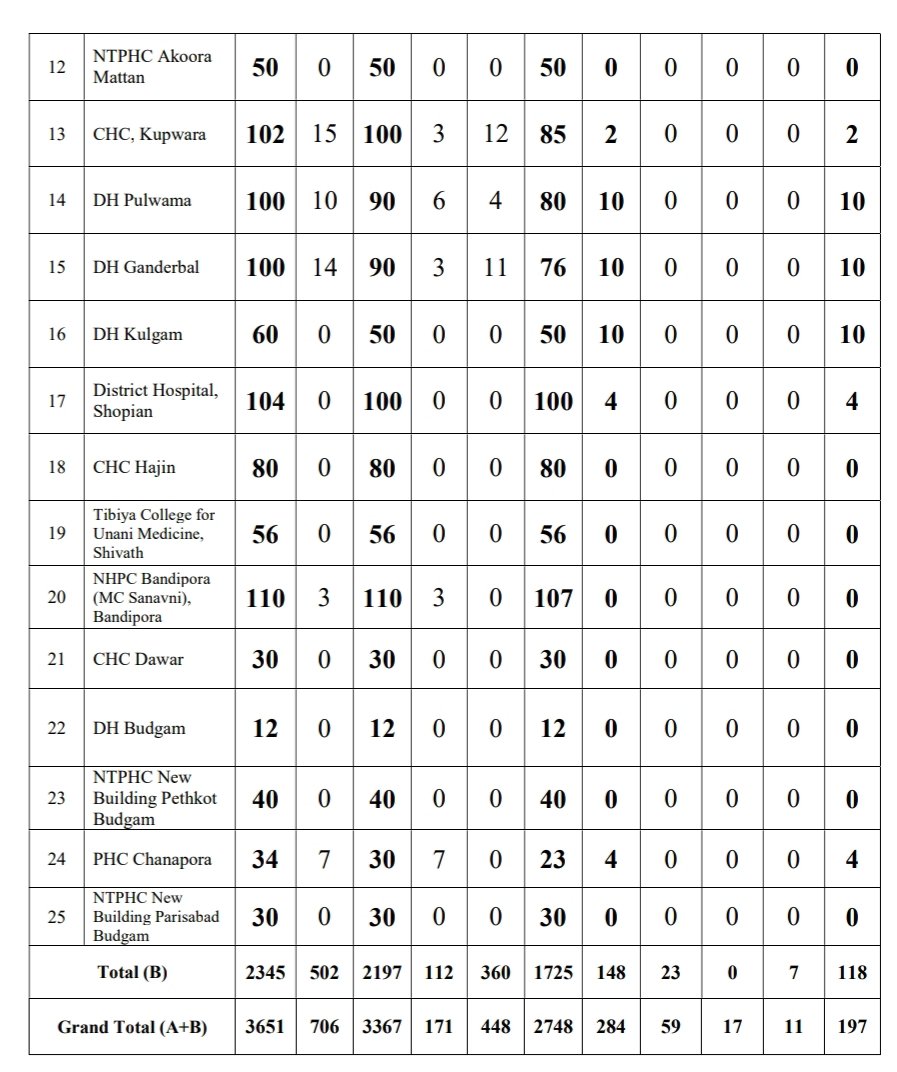 12 NTPHC Akoora Mattan 50 0 50 0 0 50 0 0 0 0 0
13 CHC, Kupwara 102 15 100 3 12 85 2 0 0 0 2
14 DH Pulwama 100 10 90 6 4 80 10 0 0 0 10
15 DH Ganderbal 100 14 90 3 11 76 10 0 0 0 10
16 DH Kulgam 60 0 50 0 0 50 10 0 0 0 10
17 District Hospital, Shopian 104 0 100 0 0 100 4 0 0 0 4
18 CHC Hajin 80 0 80 0 0 80 0 0 0 0 0
19 Tibiya College for Unani Medicine, Shivath 56 0 56 0 0 56 0 0 0 0 0
20 NHPC Bandipora (MC Sanavni), Bandipora 110 3 110 3 0 107 0 0 0 0 0
21 CHC Dawar 30 0 30 0 0 30 0 0 0 0 0
22 DH Budgam 12 0 12 0 0 12 0 0 0 0 0
23 NTPHC New Building Pethkot Budgam 40 0 40 0 0 40 0 0 0 0 0
24 PHC Chanapora 34 7 30 7 0 23 4 0 0 0 4
25 NTPHC New Building Parisabad Budgam 30 0 30 0 0 30 0 0 0 0 0
Total (B) 2345 502 2197 112 360 1725 148 23 0 7 118
Grand Total (A+B) 3651 706 3367 171 448 2748 284 59 17 11 197